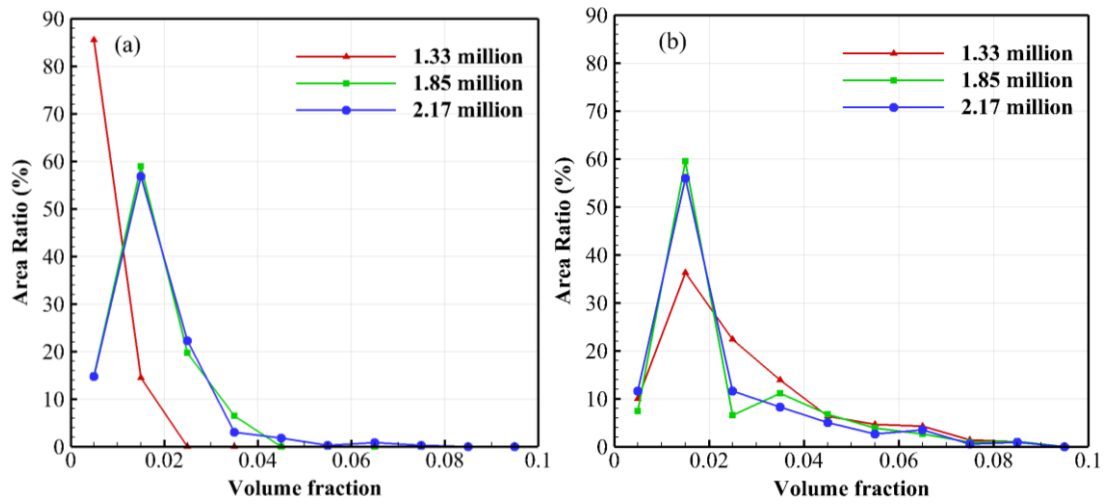 90
80
70
60
50
40
30
20
10
0
Area Ratio (%)
(a)
1.33 million
1.85 million
2.17 million
0 0.02 0.04 0.06 0.08 0.1
Volume fraction
90
80
70
60
50
40
30
20
10
0
Area Ratio (%)
(b)
1.33 million
1.85 million
2.17 million
0 0.02 0.04 0.06 0.08 0.1
Volume fraction